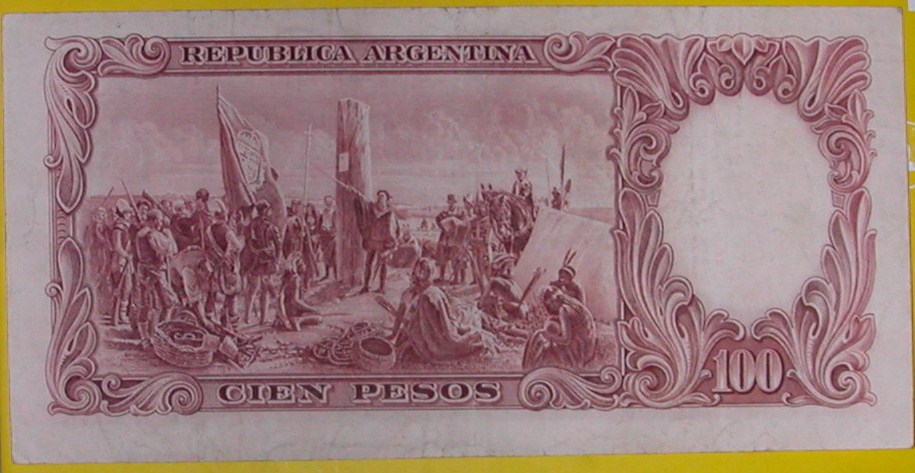 REPUBLICA ARGENTINA
CIEN PESOS
100